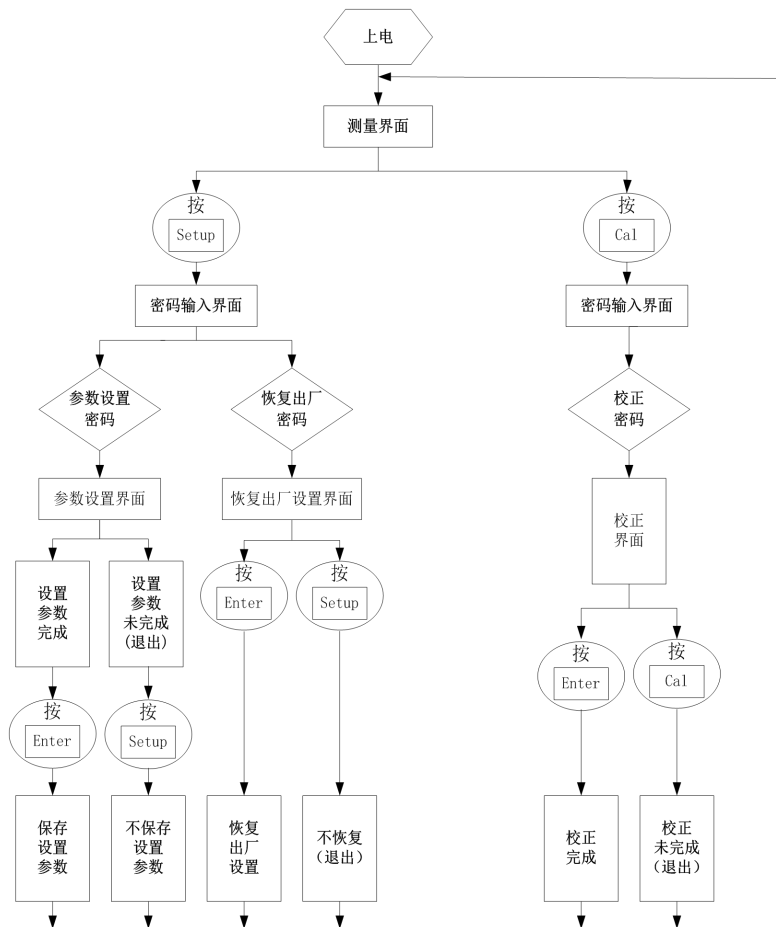 上电
测量界面
按
Setup
按
Cal
密码输入界面
密码输入界面
参数设置
密码
恢复出厂
密码
校正
密码
参数设置界面
恢复出厂设置界面
校正
界面
设置
参数
完成
设置
参数
未完成
(退出)
按
Enter
按
Setup
按
Enter
按
Cal
按
Enter
按
Setup
保存
设置
参数
不保存
设置
参数
恢复
出厂
设置
不恢复
（退出）
校正
完成
校正
未完成
（退出）